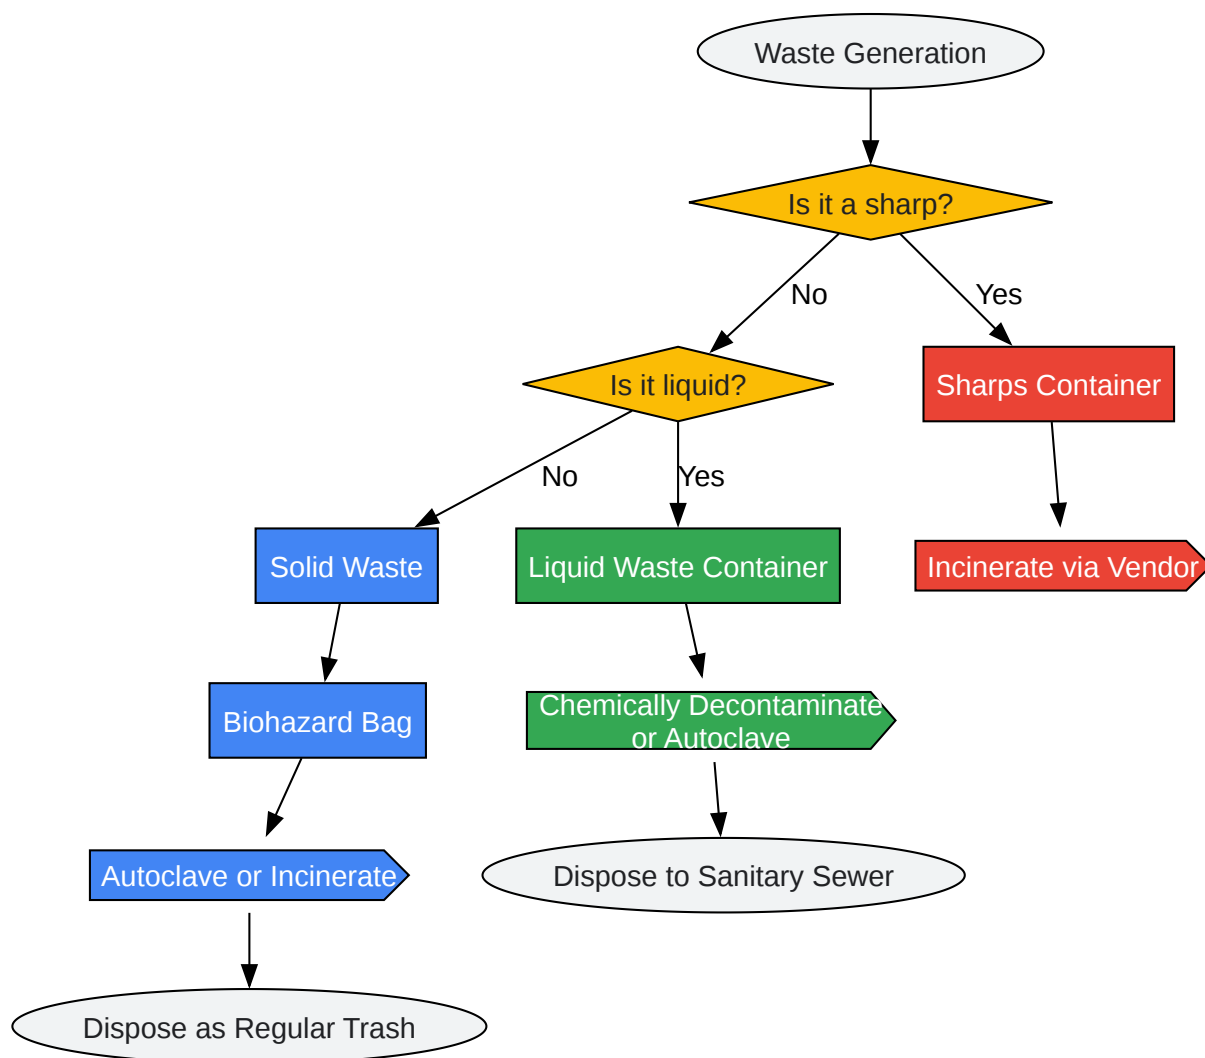 Waste Generation
Is it a sharp?
No
Yes
Is it liquid?
Sharps Container
No
Yes
Solid Waste
Liquid Waste Container
Incinerate via Vendor
Biohazard Bag
Chemically Decontaminate
or Autoclave
Autoclave or Incinerate
Dispose to Sanitary Sewer
Dispose as Regular Trash